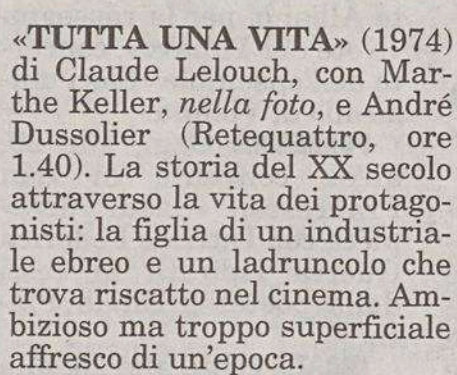 «TUTTA UNA VITA» (1974)
di Claude Lelouch, con Mar-
the Keller, nella foto, e André
Dussolier (Retequattro, ore
1.40). La storia del XX secolo
attraverso la vita dei protago-
nisti: la figlia di un industria-
le ebreo e un ladruncolo che
trova riscatto nel cinema. Am-
bizioso ma troppo superficiale
affresco di un'epoca.